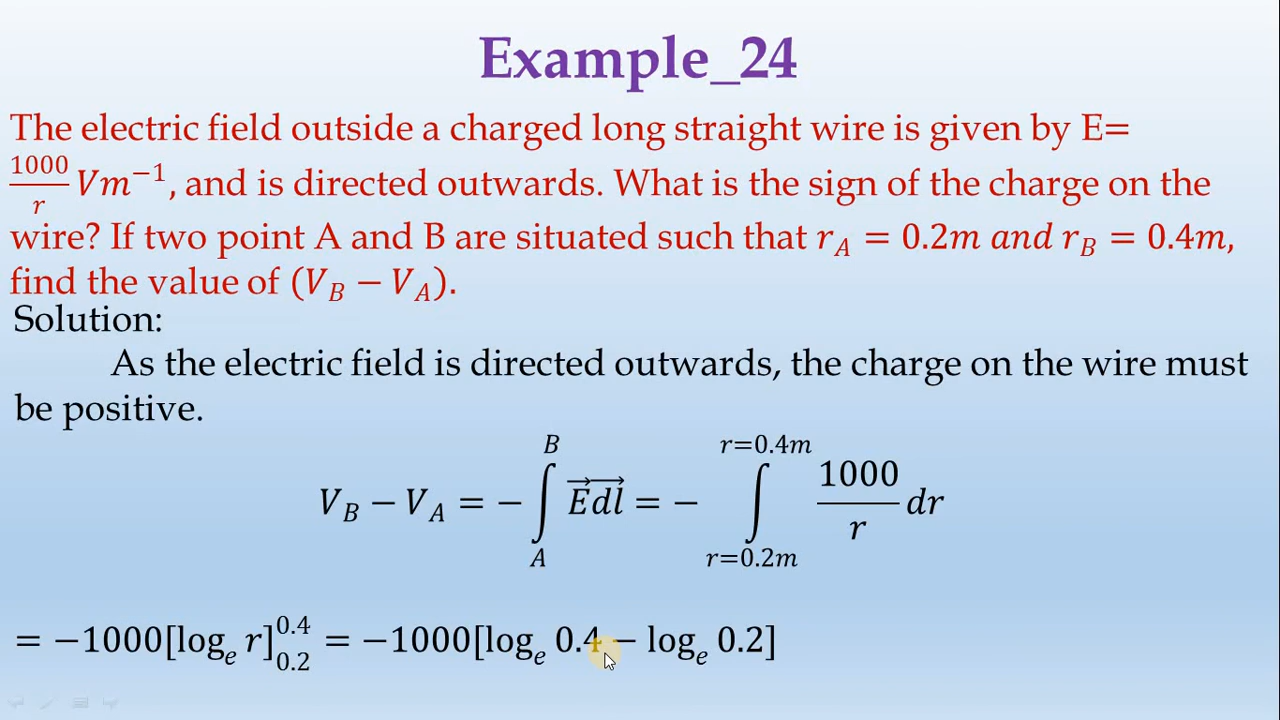 Example_24
The electric field outside a charged long straight wire is given by E=
1000/r Vm⁻¹, and is directed outwards. What is the sign of the charge on the
wire? If two point A and B are situated such that r_A = 0.2m and r_B = 0.4m,
find the value of (V_B − V_A).
Solution:
As the electric field is directed outwards, the charge on the wire must
be positive.
V_B − V_A = − ∫_A^B E⃗ dl⃗ = − ∫_{r=0.2m}^{r=0.4m} 1000/r dr
= −1000[log_e r]_{0.2}^{0.4} = −1000[log_e 0.4 − log_e 0.2]